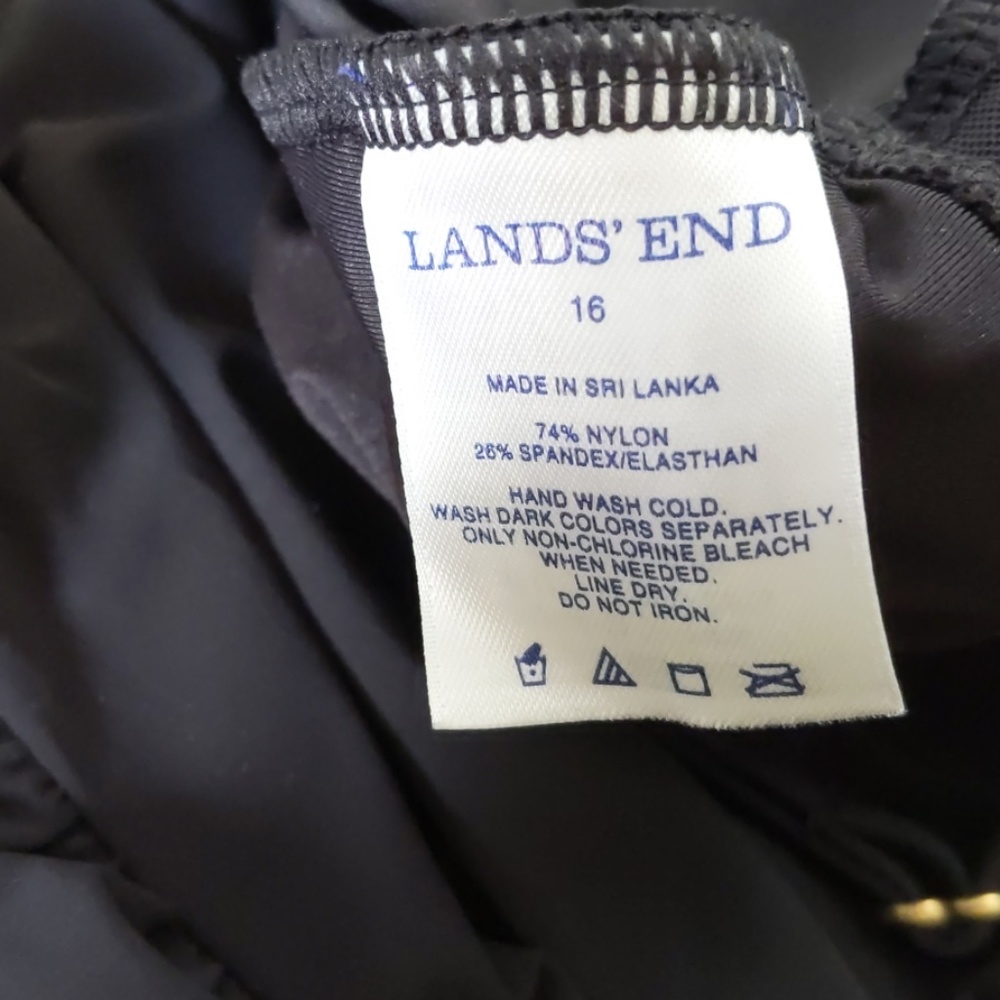 LANDS' END
16
MADE IN SRI LANKA
74% NYLON
26% SPANDEX/ELASTHAN
HAND WASH COLD.
WASH DARK COLORS SEPARATELY.
ONLY NON-CHLORINE BLEACH
WHEN NEEDED.
LINE DRY.
DO NOT IRON.